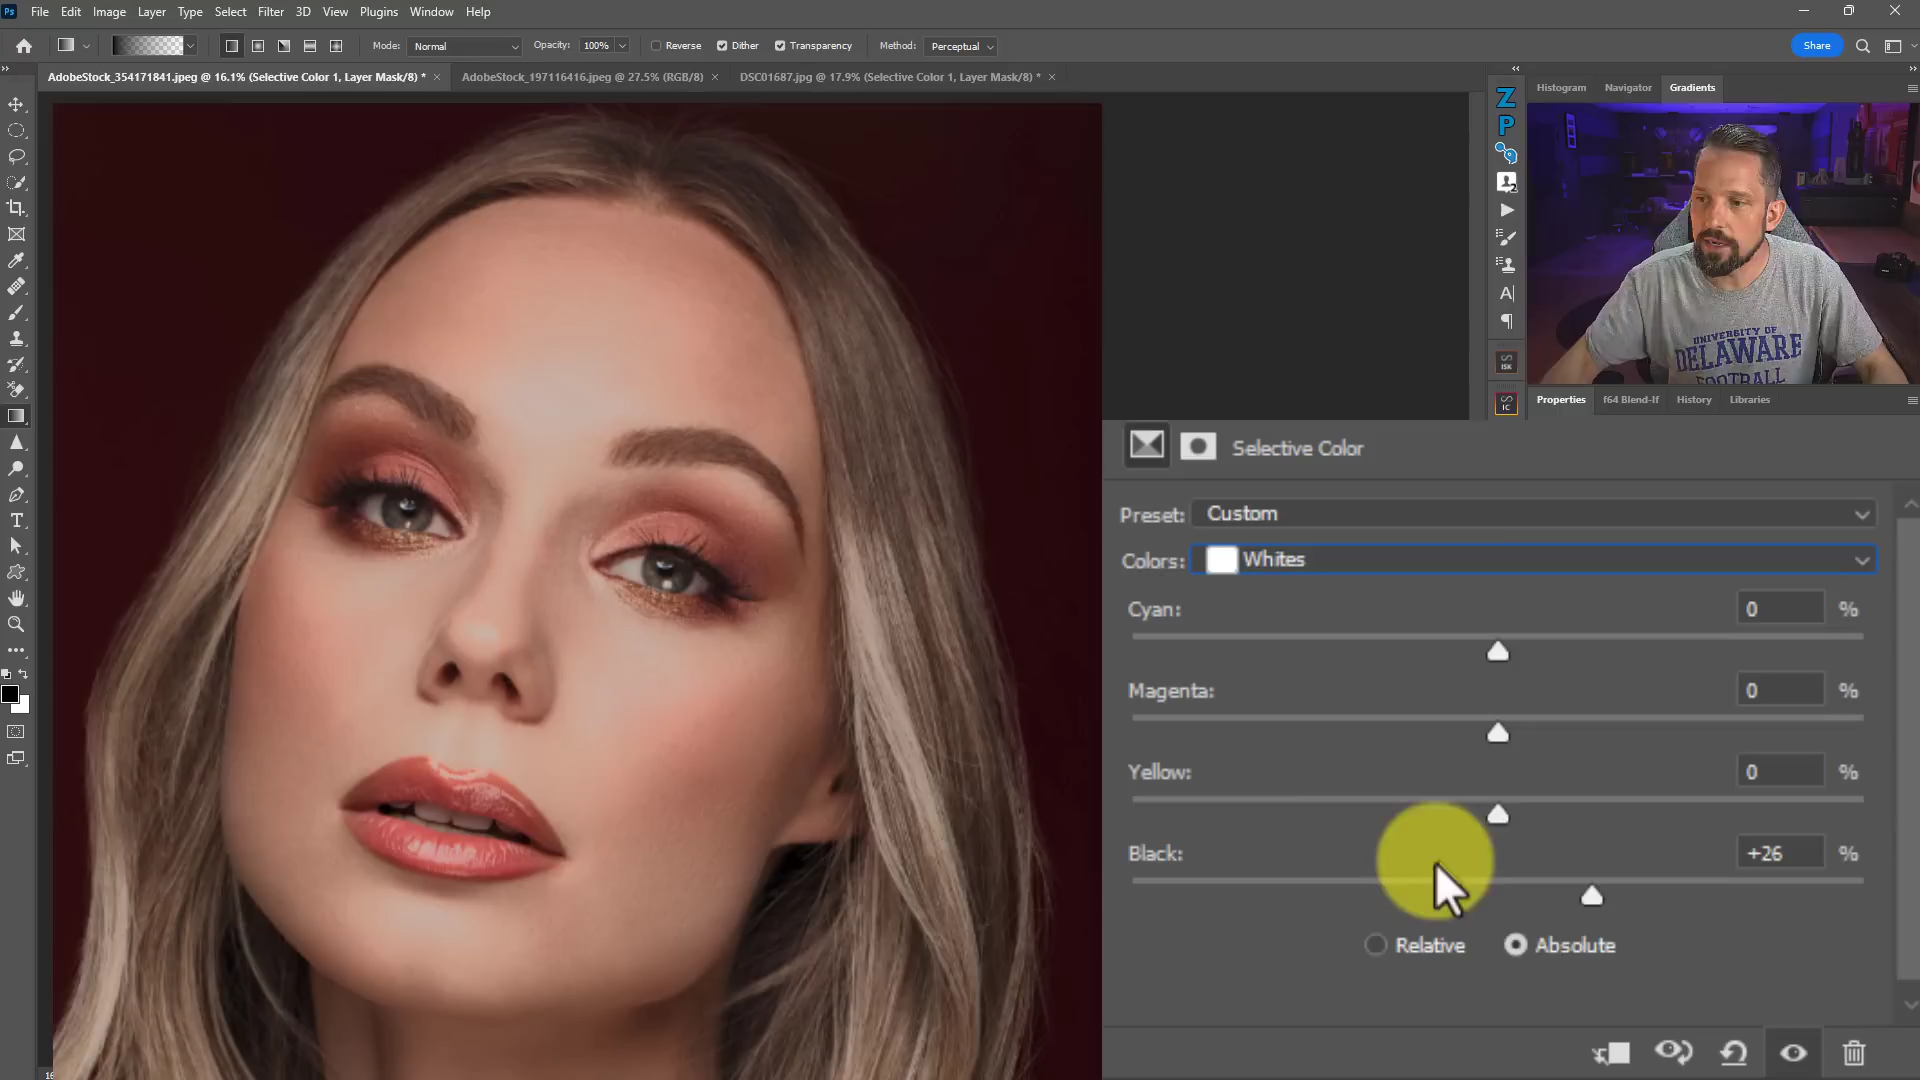 Ps File Edit Image Layer Type Select Filter 3D View Plugins Window Help
Mode: Normal Opacity: 100% Reverse Dither Transparency Method: Perceptual Share
AdobeStock_354171841.jpeg @ 16.1% (Selective Color 1, Layer Mask/8) * × AdobeStock_197116416.jpeg @ 27.5% (RGB/8) × DSC01687.jpg @ 17.9% (Selective Color 1, Layer Mask/8) * ×
Histogram Navigator Gradients
Z
P
UNIVERSITY OF
DELAWARE
FOOTBALL
ISK
IC
Properties f64 Blend-If History Libraries
Selective Color
Preset: Custom
Colors: Whites
Cyan: 0 %
Magenta: 0 %
Yellow: 0 %
Black: +26 %
Relative Absolute